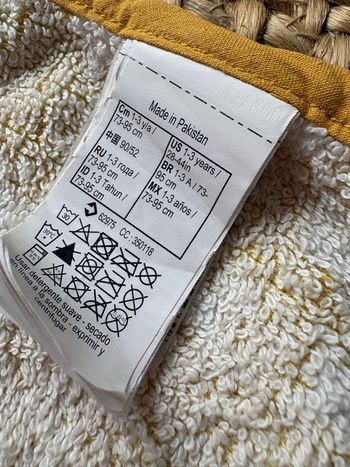 Made in Pakistan
Cm 1-3 y/a /
73-95 cm
中国 90/52
RU 1-3 года /
73-95 cm
ID 1-3 Tahun /
73-95 cm
US 1-3 years /
28-44in
BR 1-3 A / 73-
95 cm
MX 1-3 años /
73-95 cm
62975 CC: 350118
30
Usar detergente suave - secado
en linea a la sombra - exprimir y
centrifugar